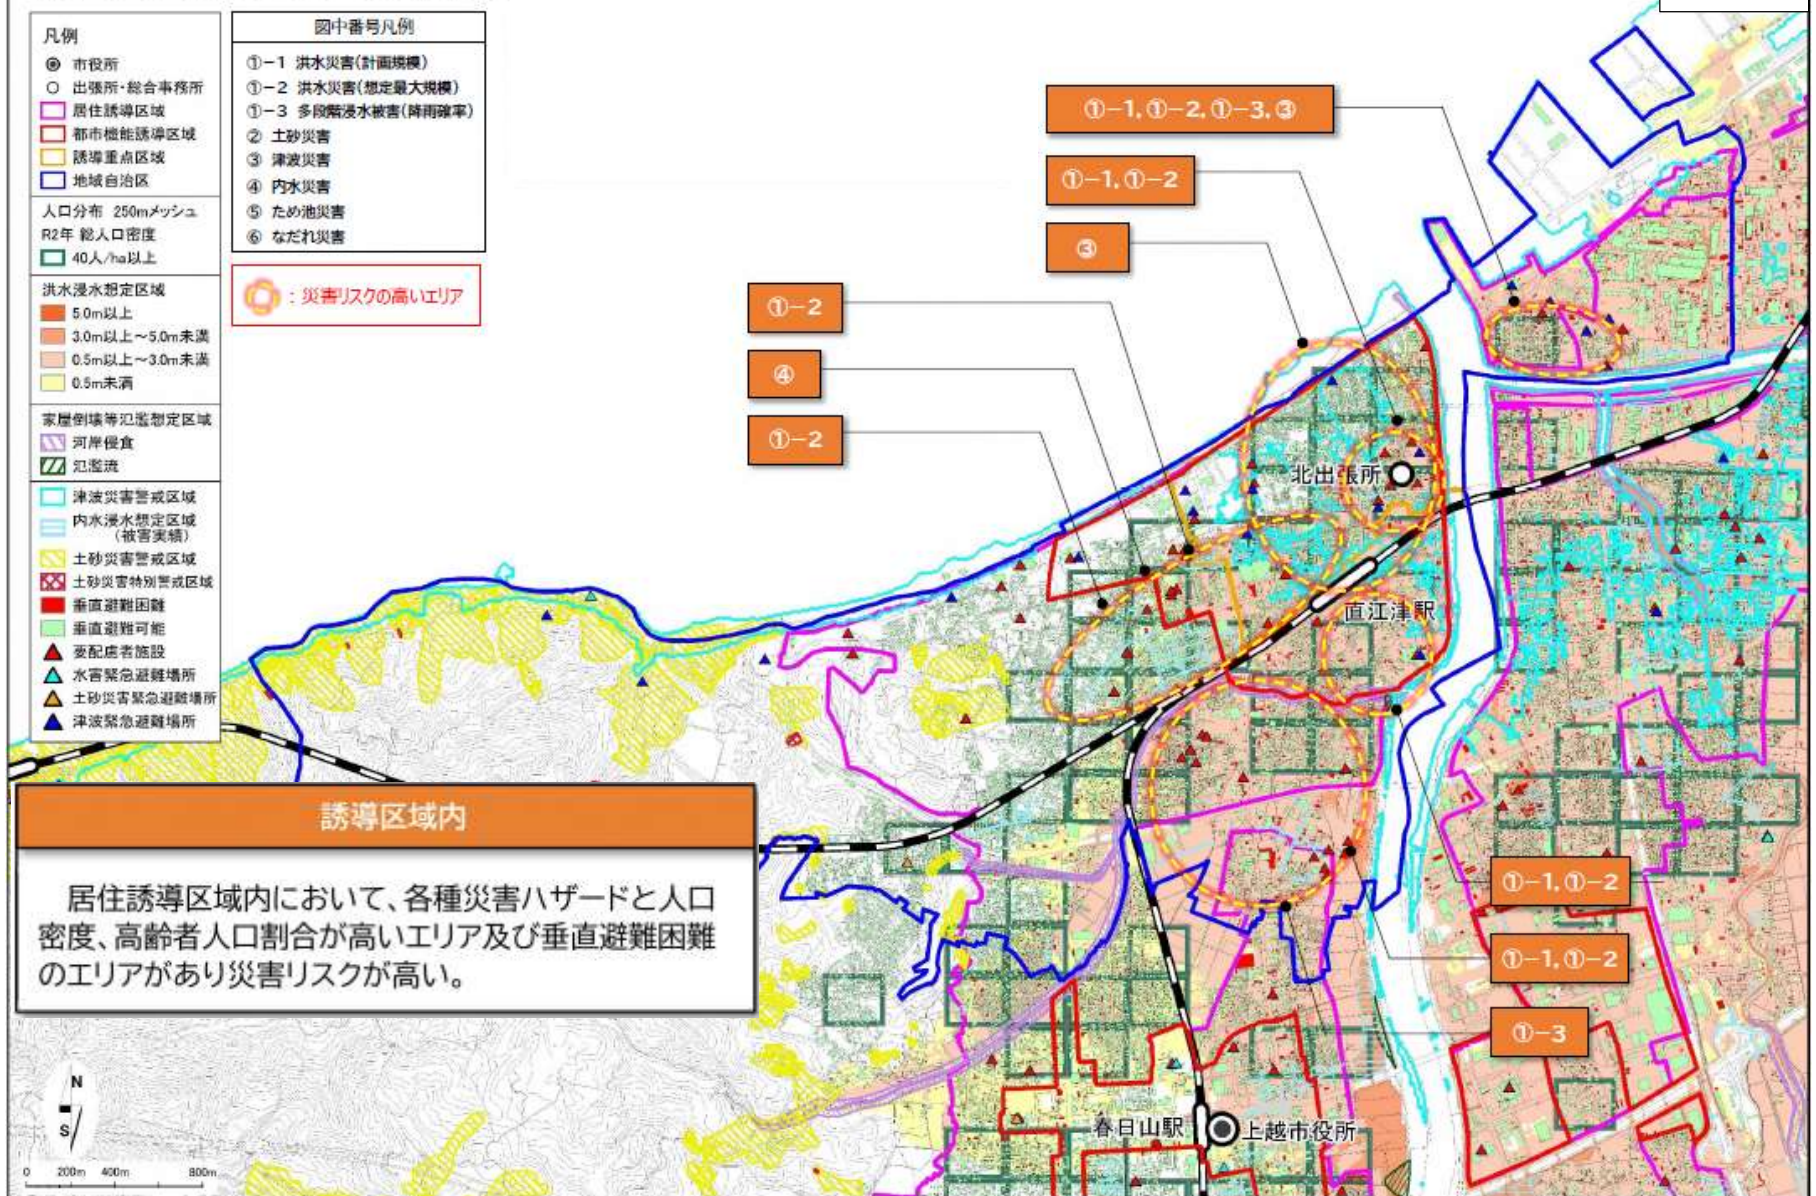 凡例
市役所
出張所・総合事務所
居住誘導区域
都市機能誘導区域
誘導重点区域
地域自治区
人口分布 250mメッシュ
R2年 総人口密度
40人/ha以上
洪水浸水想定区域
5.0m以上
3.0m以上～5.0m未満
0.5m以上～3.0m未満
0.5m未満
家屋倒壊等氾濫想定区域
河岸侵食
氾濫流
津波災害警戒区域
内水浸水想定区域
(被害実績)
土砂災害警戒区域
土砂災害特別警戒区域
垂直避難困難
垂直避難可能
要配慮者施設
水害緊急避難場所
土砂災害緊急避難場所
津波緊急避難場所
図中番号凡例
①－1 洪水災害(計画規模)
①－2 洪水災害(想定最大規模)
①－3 多段階浸水被害(降雨確率)
② 土砂災害
③ 津波災害
④ 内水災害
⑤ ため池災害
⑥ なだれ災害
：災害リスクの高いエリア
①－1,①－2,①－3,③
①－1,①－2
③
①－2
④
①－2
北出張所
直江津駅
誘導区域内
居住誘導区域内において、各種災害ハザードと人口
密度、高齢者人口割合が高いエリア及び垂直避難困難
のエリアがあり災害リスクが高い。
①－1,①－2
①－1,①－2
①－3
春日山駅
上越市役所
N
S
0 200m 400m 800m